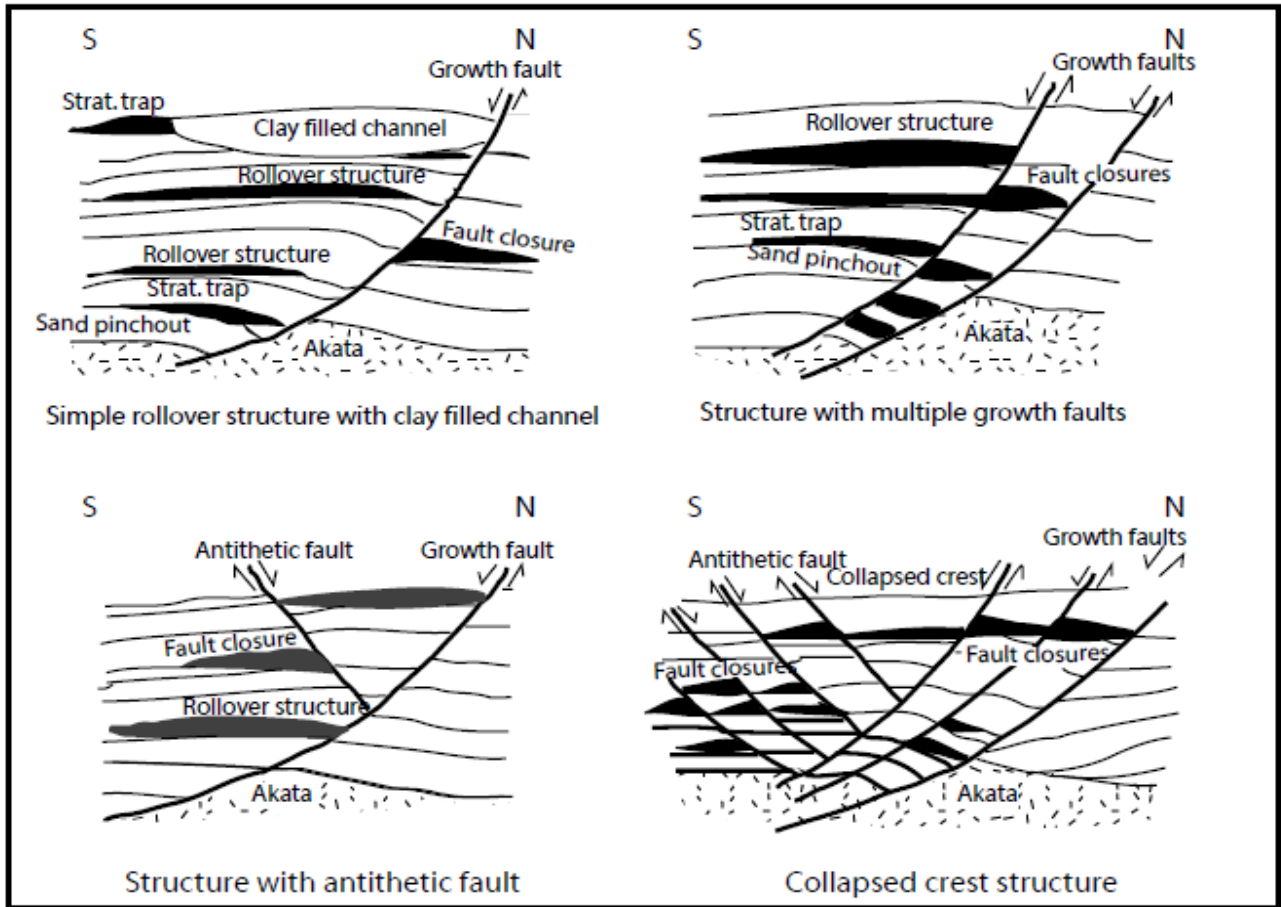 S
N
Growth fault
Strat. trap
Clay filled channel
Rollover structure
Fault closure
Rollover structure
Strat. trap
Sand pinchout
Akata
Simple rollover structure with clay filled channel
S
N
Growth faults
Rollover structure
Fault closures
Strat. trap
Sand pinchout
Akata
Structure with multiple growth faults
S
N
Antithetic fault
Growth fault
Fault closure
Rollover structure
Akata
Structure with antithetic fault
S
N
Growth faults
Antithetic fault
Collapsed crest
Fault closures
Fault closures
Akata
Collapsed crest structure